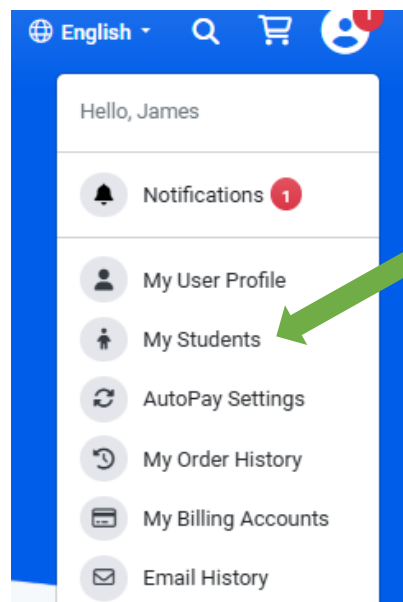 English
1
Hello, James
Notifications 1
My User Profile
My Students
AutoPay Settings
My Order History
My Billing Accounts
Email History